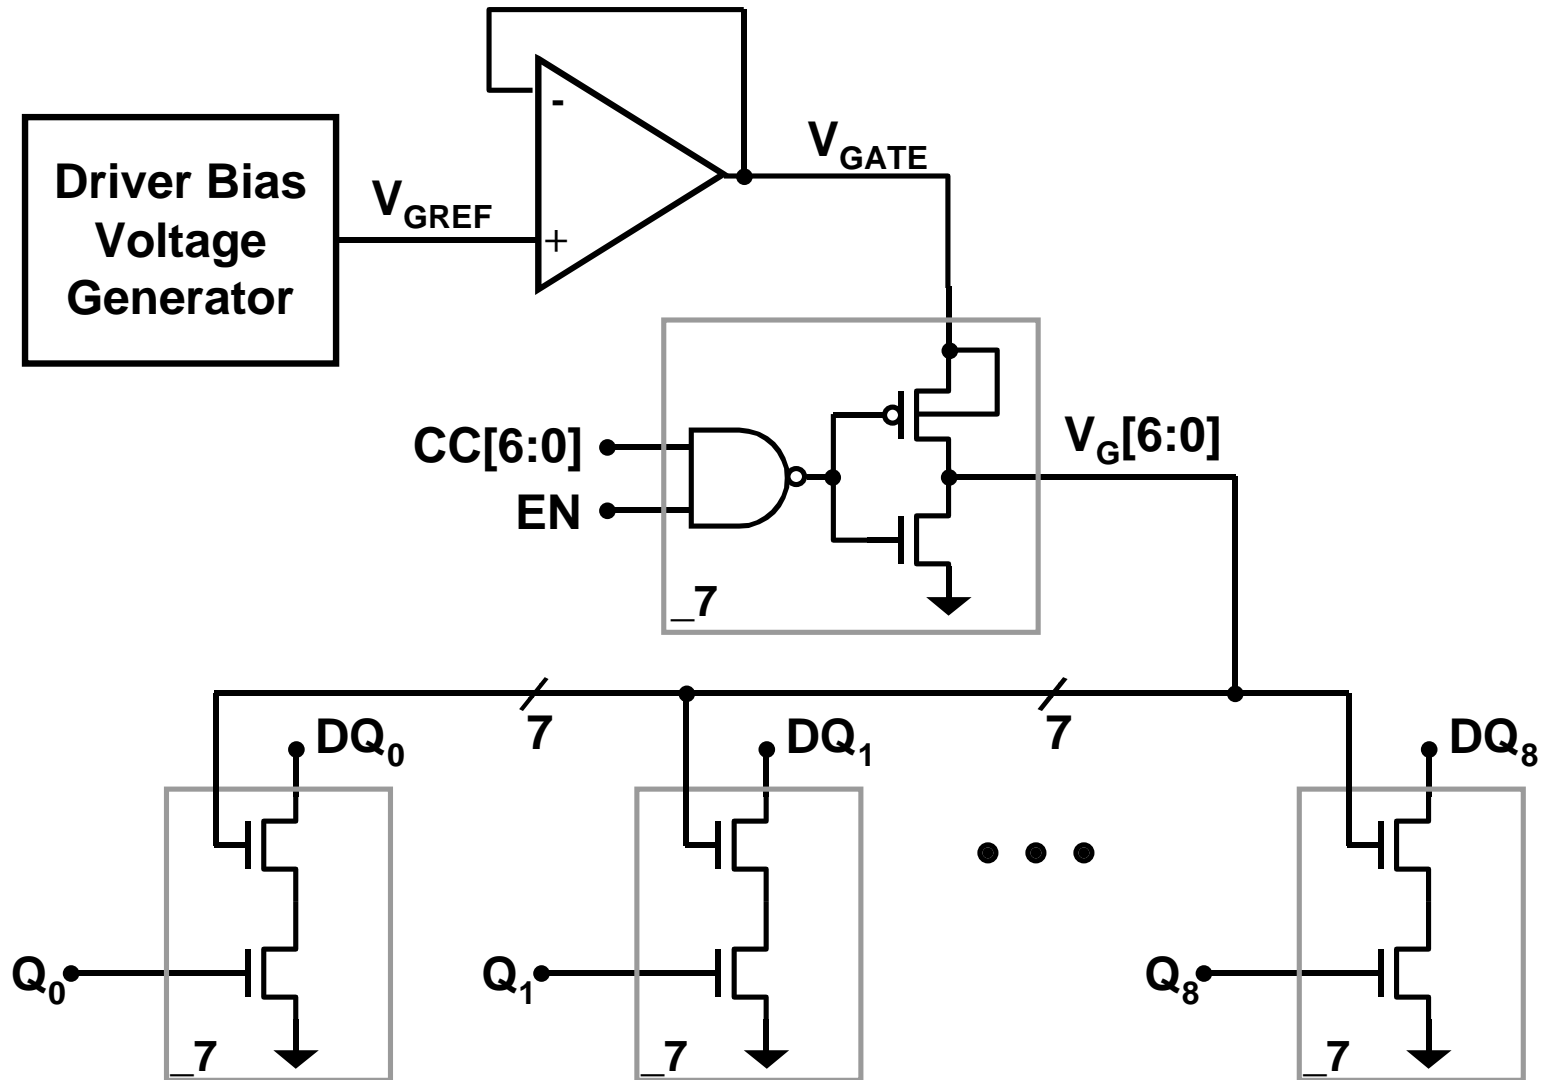 -
V_GATE
Driver Bias
Voltage
Generator
V_GREF
+
CC[6:0]
EN
V_G[6:0]
_7
7
7
DQ_0
DQ_1
DQ_8
Q_0
Q_1
Q_8
_7
_7
_7